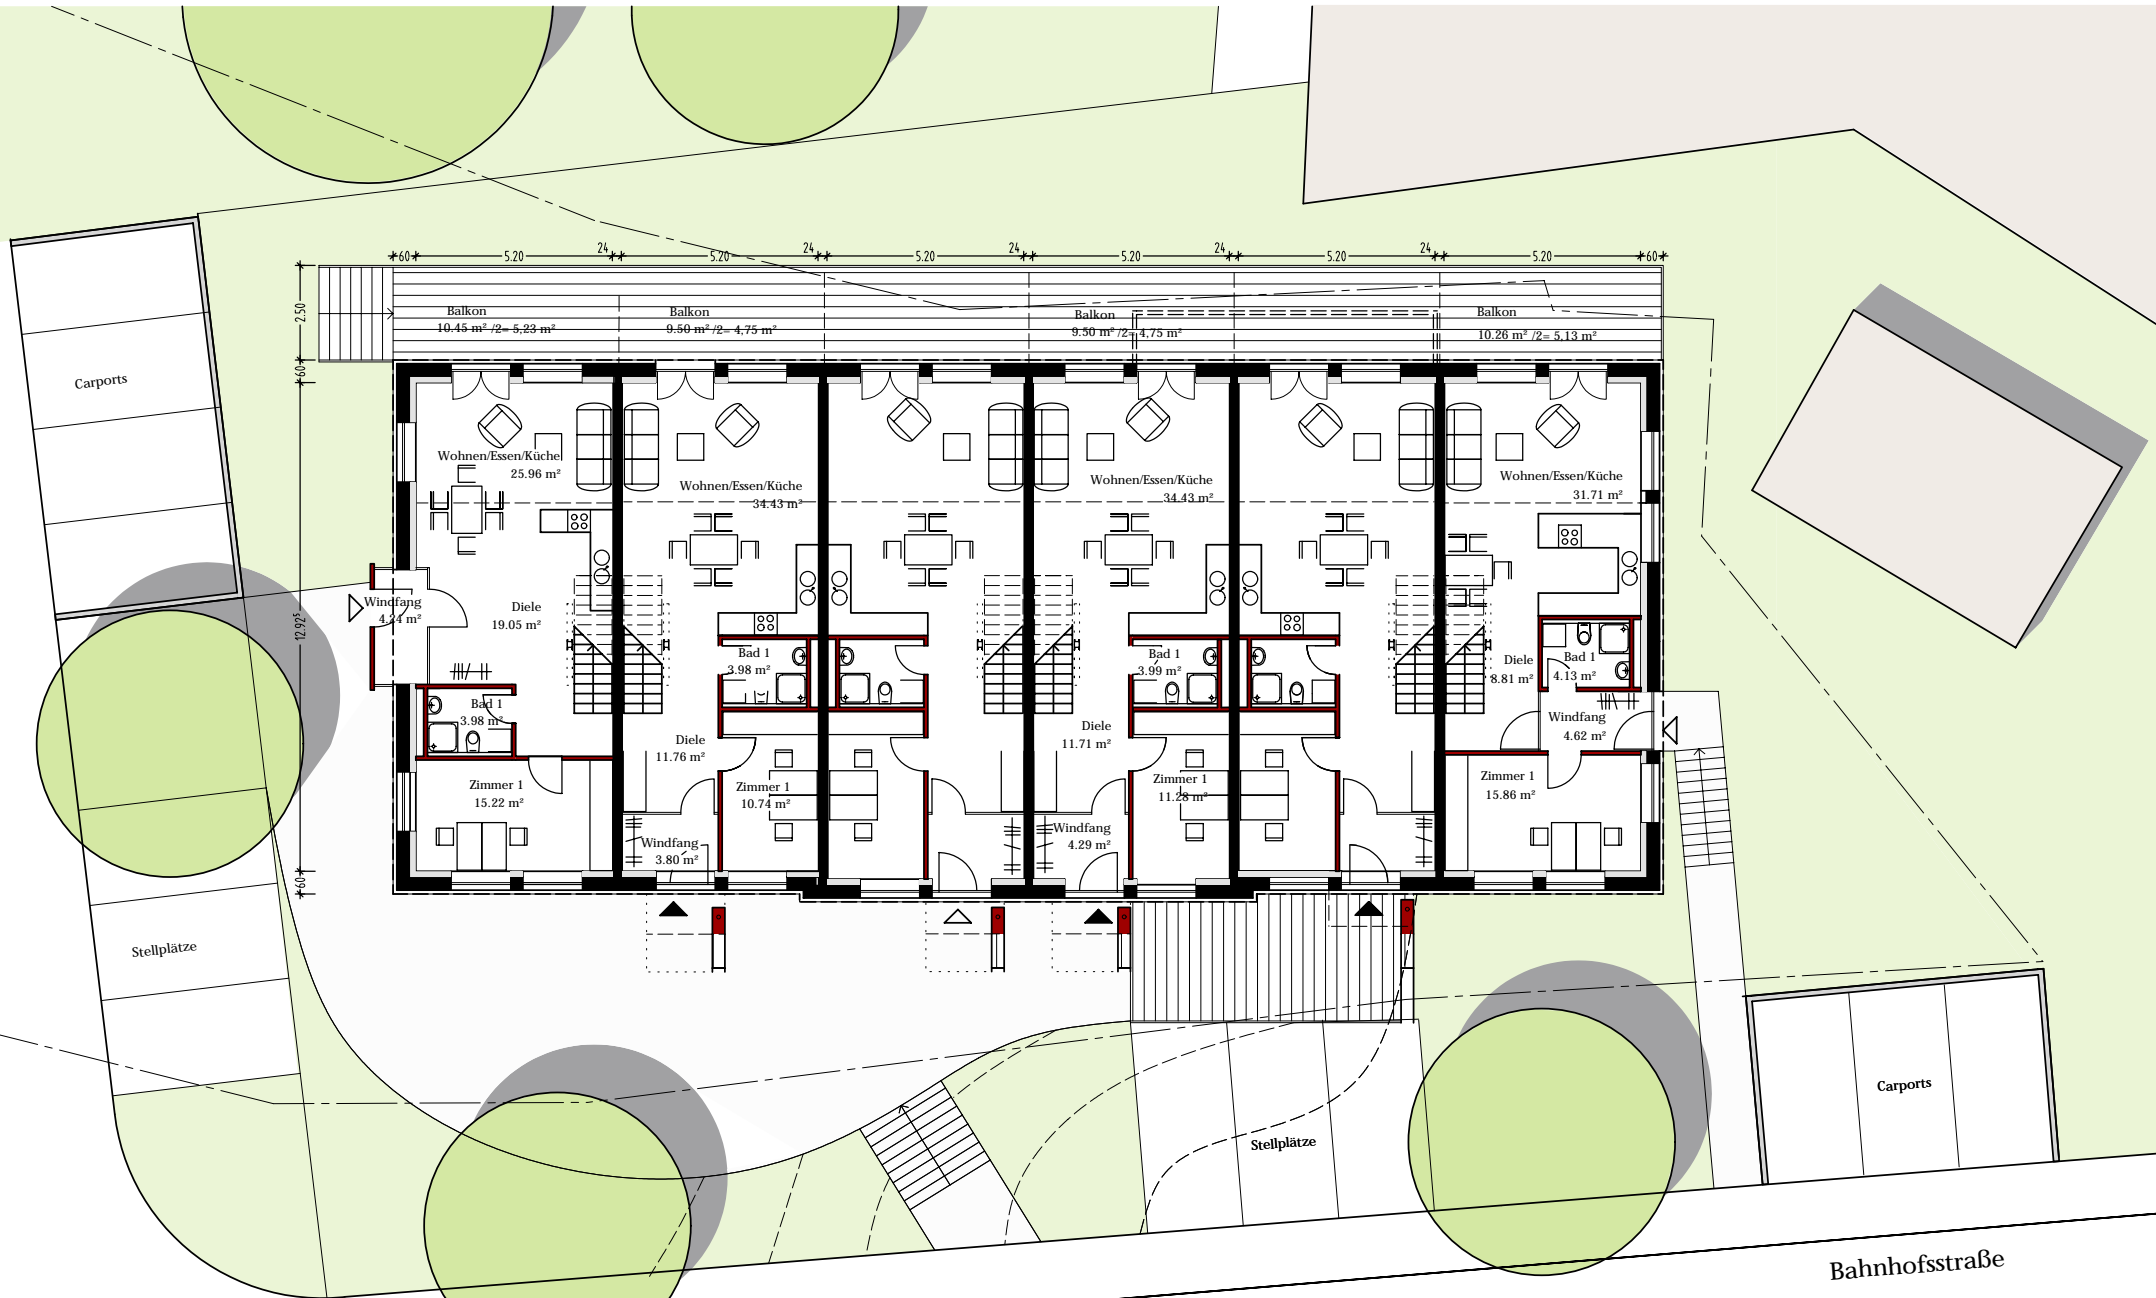 60
5.20
24
5.20
24
5.20
24
5.20
24
5.20
24
5.20
60
2.50
60
12.92⁵
60
Balkon
10.45 m² /2= 5,23 m²
Balkon
9.50 m² /2= 4,75 m²
Balkon
9.50 m² /2= 4,75 m²
Balkon
10.26 m² /2= 5,13 m²
Carports
Wohnen/Essen/Küche
25.96 m²
Wohnen/Essen/Küche
34.43 m²
Wohnen/Essen/Küche
34.43 m²
Wohnen/Essen/Küche
31.71 m²
Windfang
4.24 m²
Diele
19.05 m²
Bad 1
3.98 m²
Bad 1
3.99 m²
Diele
8.81 m²
Bad 1
4.13 m²
Bad 1
3.98 m²
Windfang
4.62 m²
Diele
11.76 m²
Diele
11.71 m²
Zimmer 1
15.22 m²
Zimmer 1
10.74 m²
Zimmer 1
11.28 m²
Zimmer 1
15.86 m²
Windfang
3.80 m²
Windfang
4.29 m²
Stellplätze
Carports
Stellplätze
Bahnhofsstraße